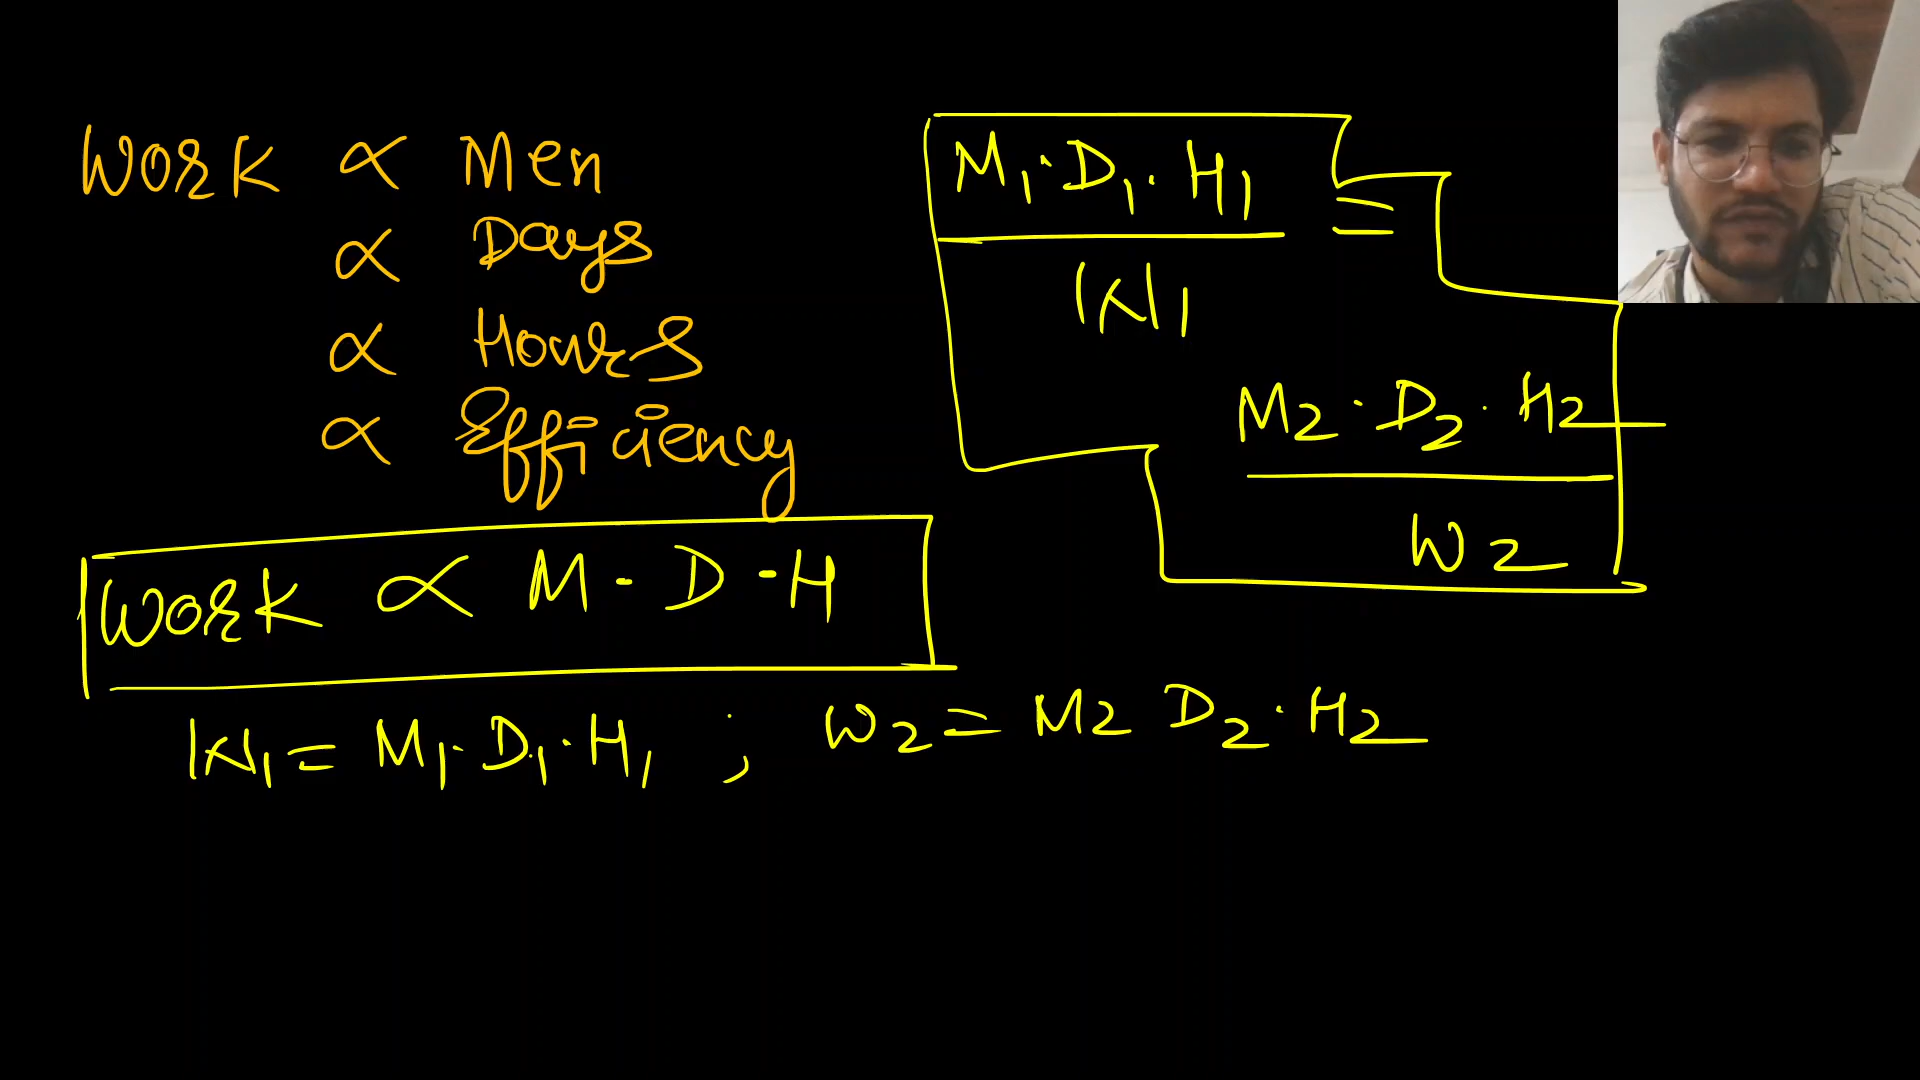 Work ∝ Men
∝ Days
∝ Hours
∝ Efficiency
Work ∝ M · D · H
W1 = M1 · D1 · H1 ; W2 = M2 D2 · H2
M1 · D1 · H1 =
W1
M2 · D2 · H2
W2